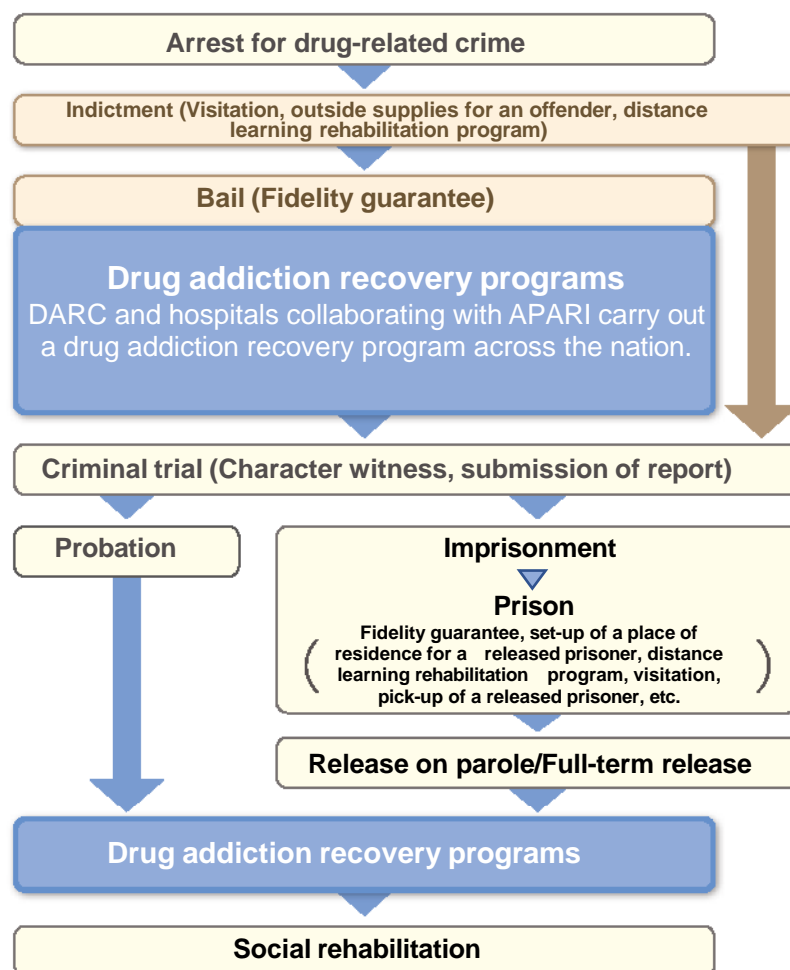 Arrest for drug-related crime
Indictment (Visitation, outside supplies for an offender, distance
learning rehabilitation program)
Bail (Fidelity guarantee)
Drug addiction recovery programs
DARC and hospitals collaborating with APARI carry out
a drug addiction recovery program across the nation.
Criminal trial (Character witness, submission of report)
Probation
Imprisonment
Prison
( Fidelity guarantee, set-up of a place of
residence for a released prisoner, distance
learning rehabilitation program, visitation,
pick-up of a released prisoner, etc. )
Release on parole/Full-term release
Drug addiction recovery programs
Social rehabilitation